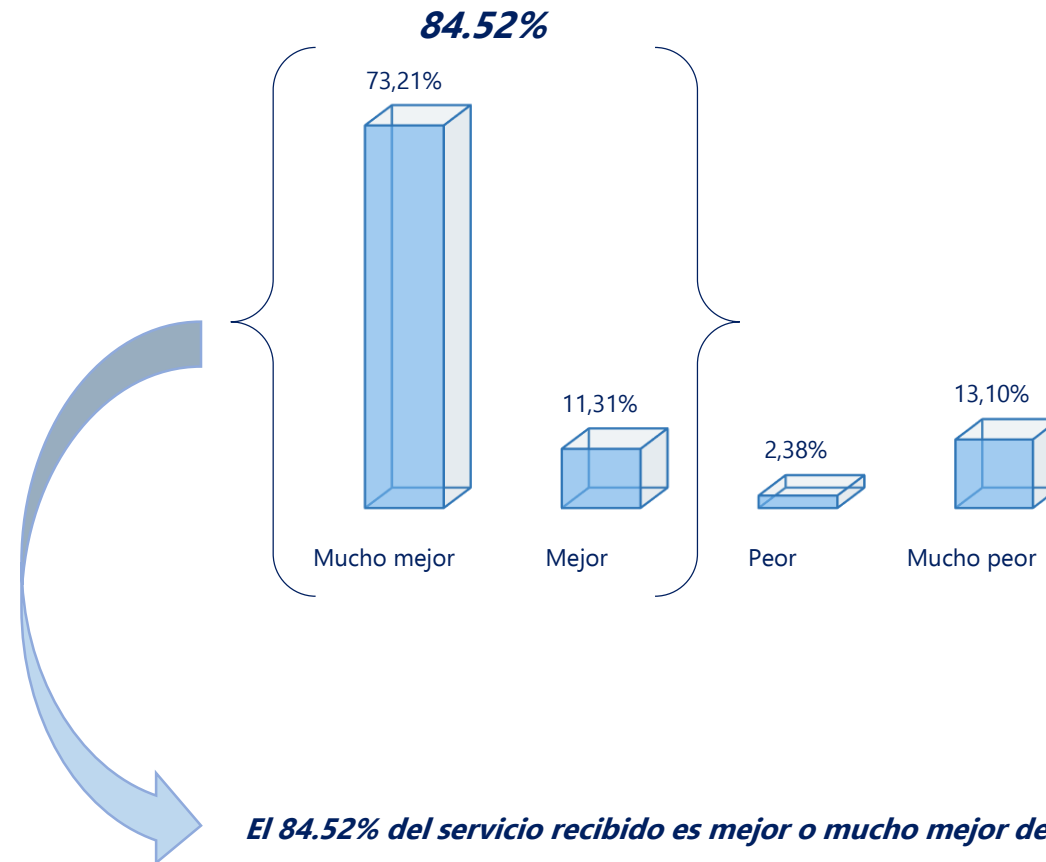 84.52%
73,21%
11,31%
2,38%
13,10%
Mucho mejor
Mejor
Peor
Mucho peor
El 84.52% del servicio recibido es mejor o mucho mejor de